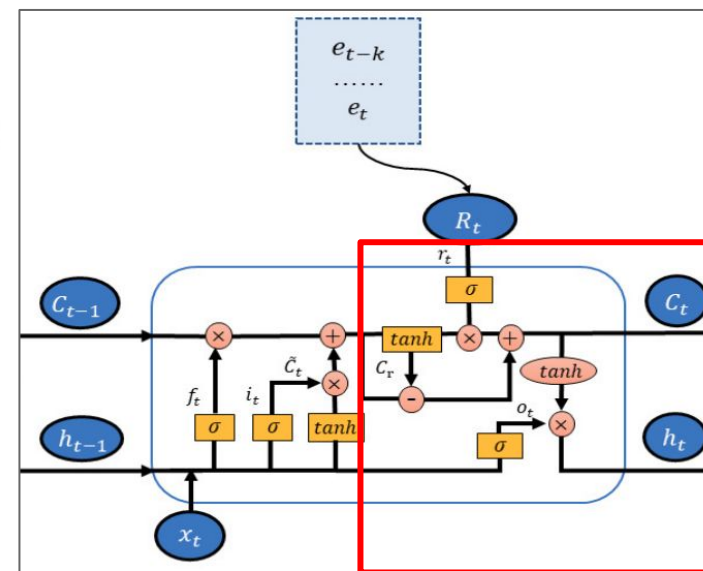 e_{t-k}
......
e_t
R_t
r_t
C_{t-1}
σ
C_t
×
+
tanh
×
+
C̃_t
C_r
tanh
f_t
i_t
×
-
o_t
h_{t-1}
σ
σ
tanh
σ
×
h_t
x_t